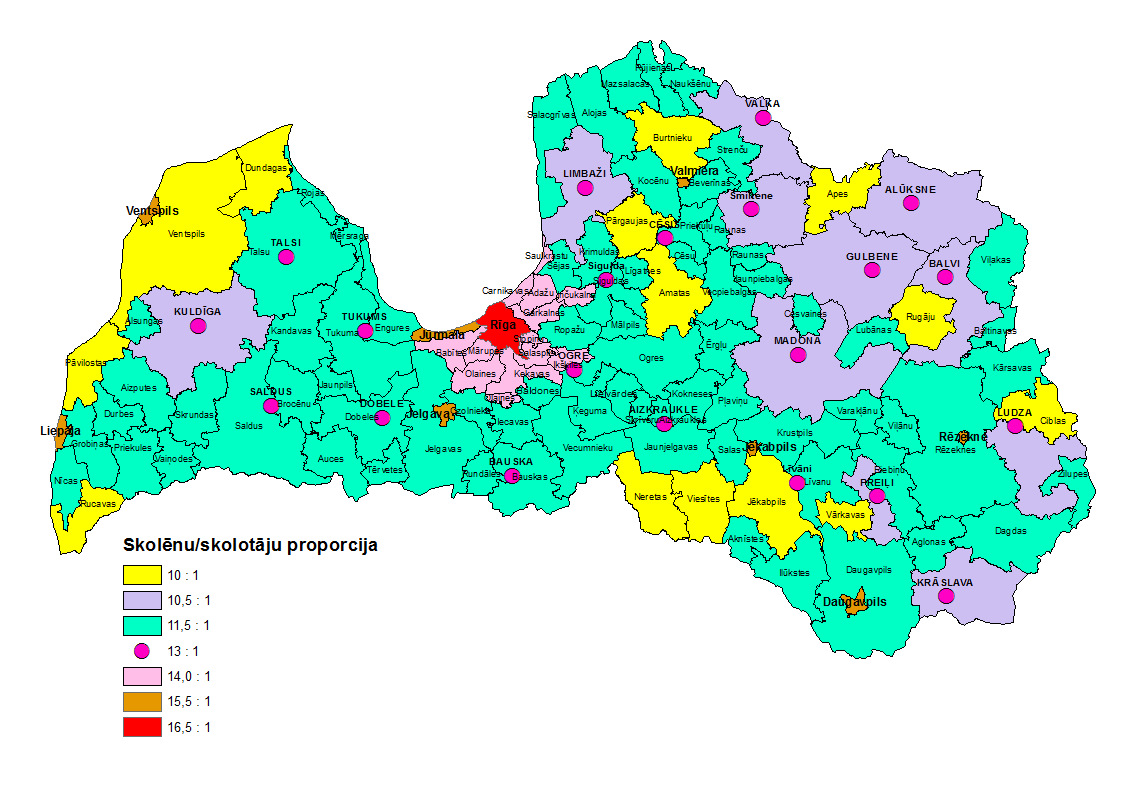 Rūjienas
Mazsalacas
Naukšēnu
VALKA
Salacgrīvas
Alojas
Burtnieku
Strenču
Dundagas
LIMBAŽI
Valmiera
Kocēnu
Beverīnas
Apes
ALŪKSNE
Rojas
Smiltene
Ventspils
Pārgaujas
CĒSIS
Priekuļu
Raunas
Ventspils
Mērsraga
TALSI
Talsu
Saulkrastu
Sējas
Krimuldas
Cēsu
Raunas
GULBENE
BALVI
Viļakas
Sigulda
Siguldas
Līgatnes
Jaunpiebalgas
Vecpiebalgas
Carnikavas
Ādažu
Inčukalna
Amatas
KULDĪGA
Alsungas
TUKUMS
Tukuma
Engures
Kandavas
Garkalnes
Rīga
Ropažu
Mālpils
Cesvaines
Rugāju
Lubānas
Baltinavas
Jūrmala
Stopiņu
MADONA
Ērgļu
Babītes
Mārupes
Salaspils
OGRE
Ikšķiles
Ogres
Pāvilostas
Olaines
Ķekavas
Kārsavas
Aizputes
Jaunpils
SALDUS
Brocēnu
Baldones
Lielvārdes
Kokneses
Pļaviņu
DOBELE
Dobeles
Jelgava
Ozolnieku
Iecavas
Ķeguma
AIZKRAUKLE
Skrīveru
Aizkraukles
Varakļānu
LUDZA
Ciblas
Durbes
Skrundas
Saldus
Liepāja
Grobiņas
Priekules
Vaiņodes
Auces
Tērvetes
Jelgavas
Vecumnieku
Jaunjelgavas
Krustpils
Viļānu
Rēzekne
Rēzeknes
Jēkabpils
Salas
BAUSKA
Rundāles
Bauskas
Līvāni
Līvānu
Riebiņu
PREIĻI
Zilupes
Nīcas
Rucavas
Neretas
Viesītes
Jēkabpils
Vārkavas
Dagdas
Aknīstes
Aglonas
Ilūkstes
Daugavpils
KRĀSLAVA
Daugavpils
Skolēnu/skolotāju proporcija
10 : 1
10,5 : 1
11,5 : 1
13 : 1
14,0 : 1
15,5 : 1
16,5 : 1